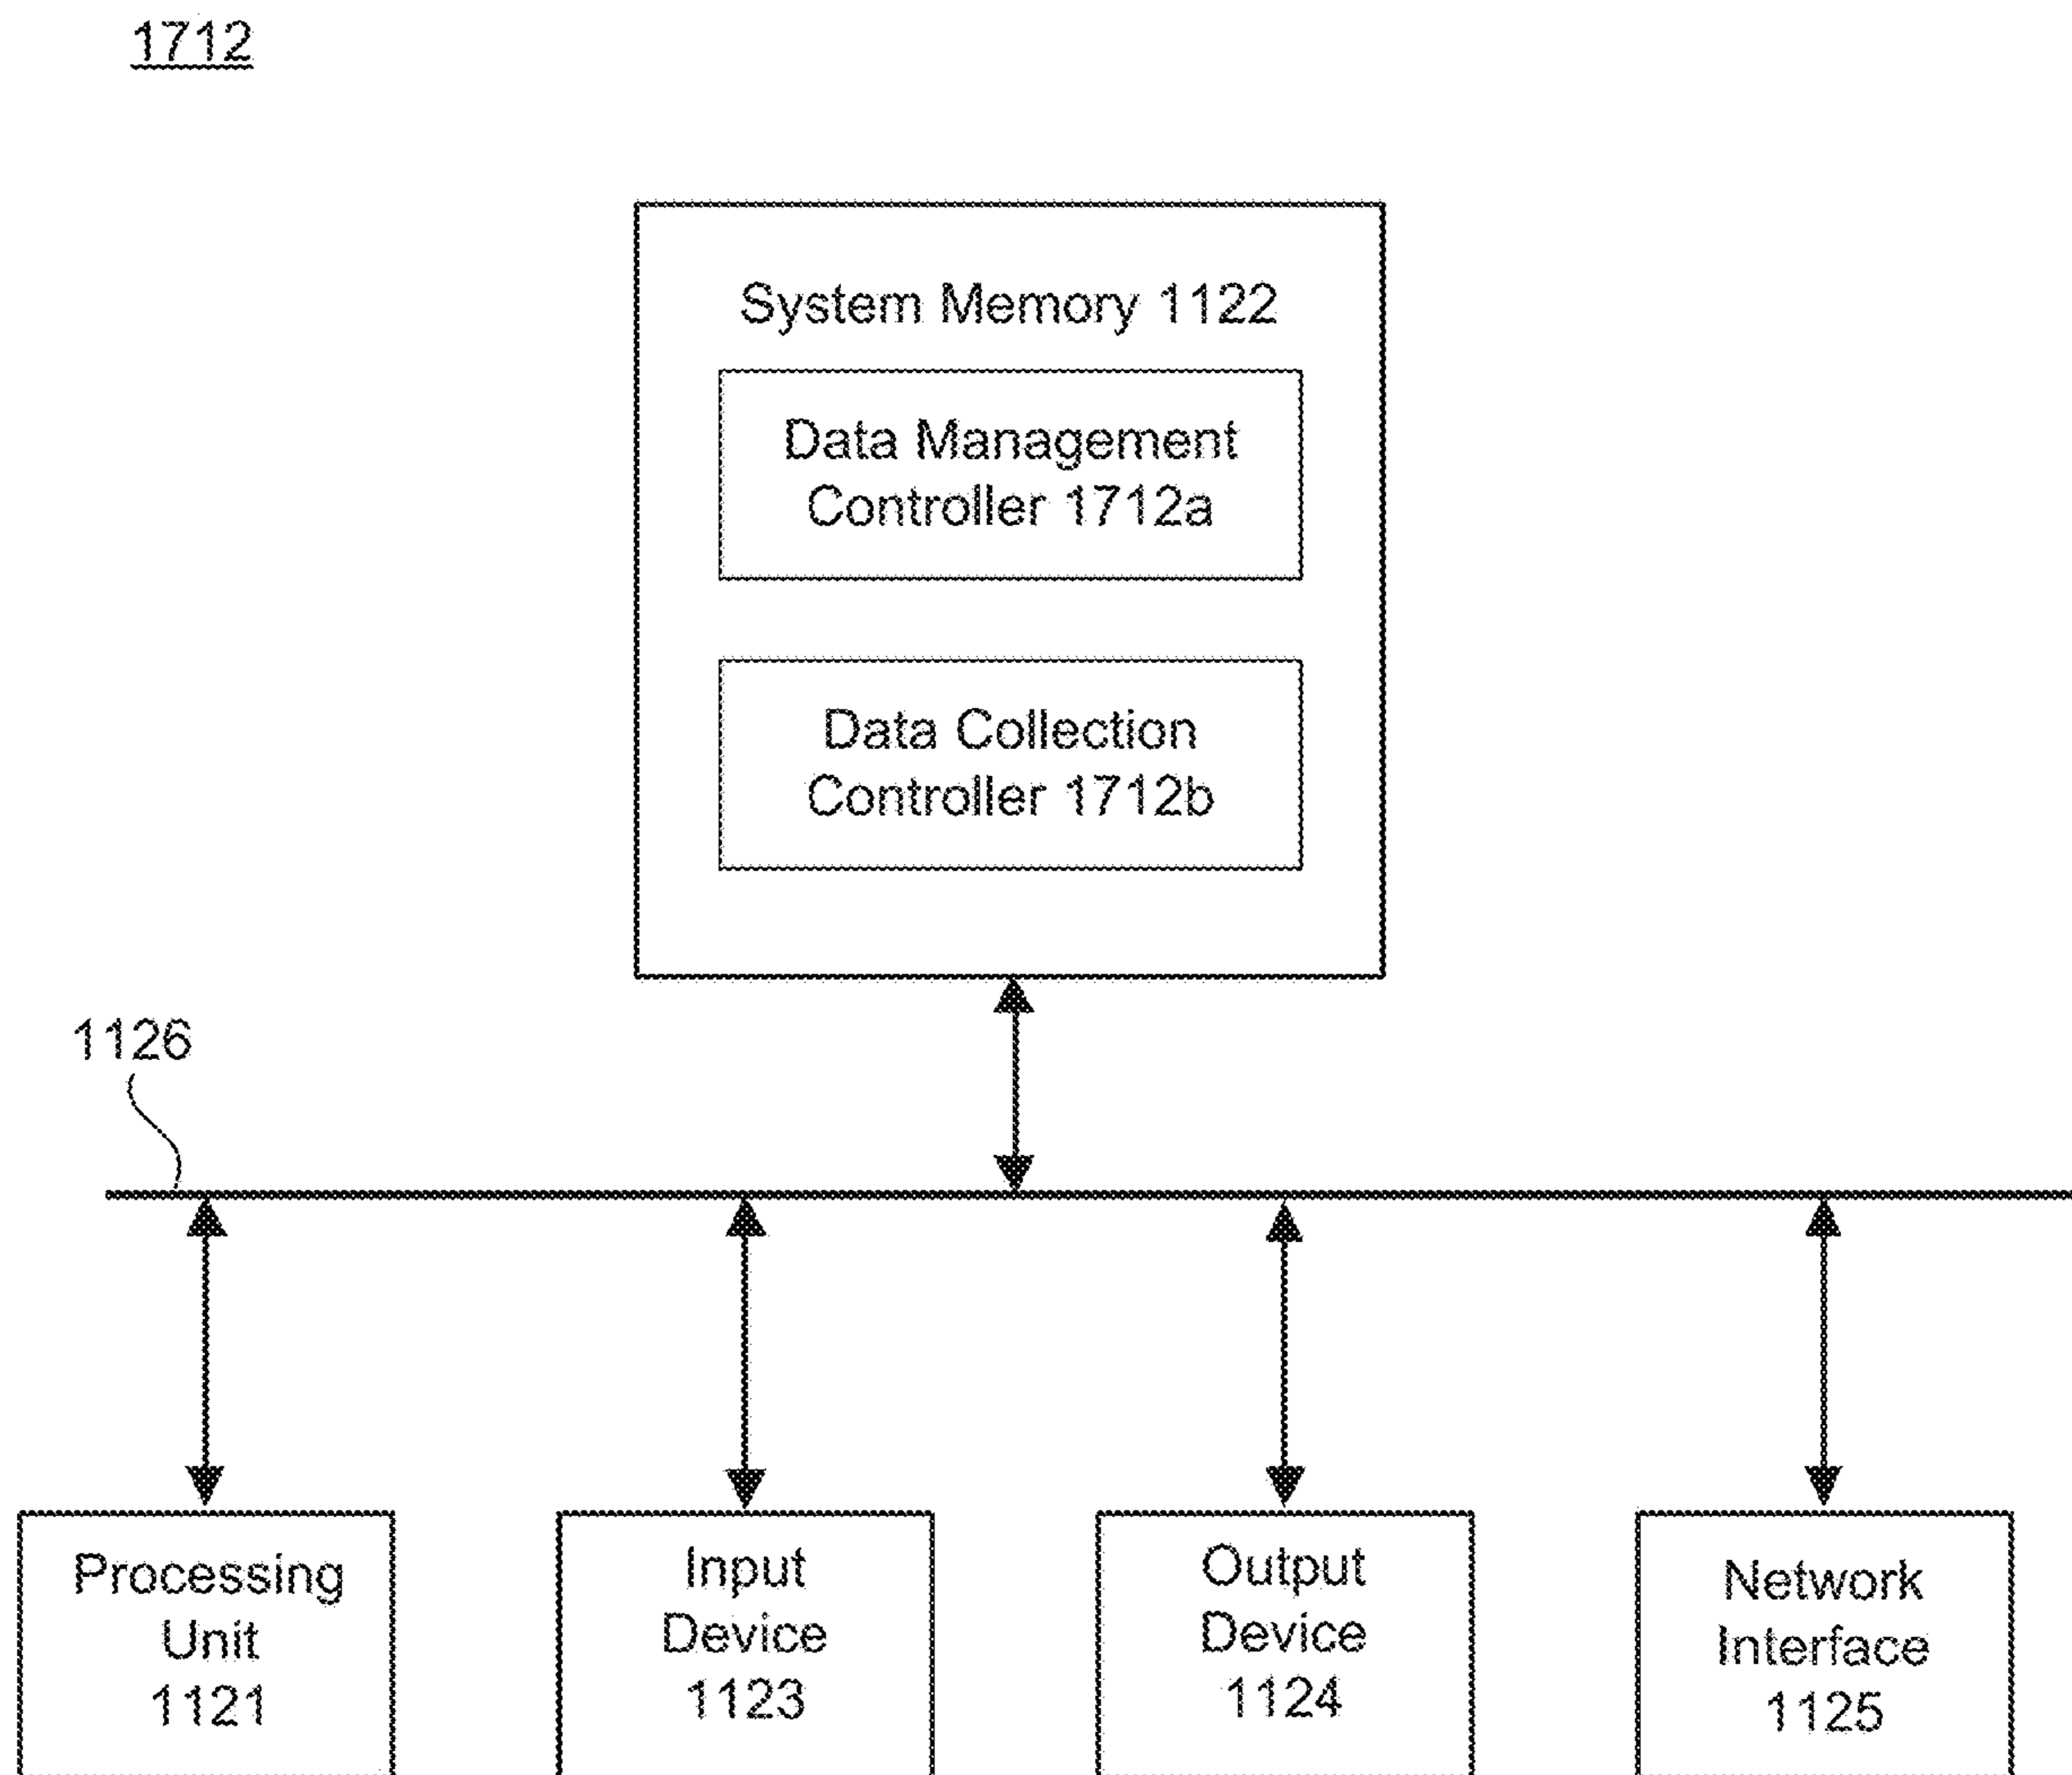 1712
System Memory 1122
Data Management
Controller 1712a
Data Collection
Controller 1712b
1126
Processing
Unit
1121
Input
Device
1123
Output
Device
1124
Network
Interface
1125